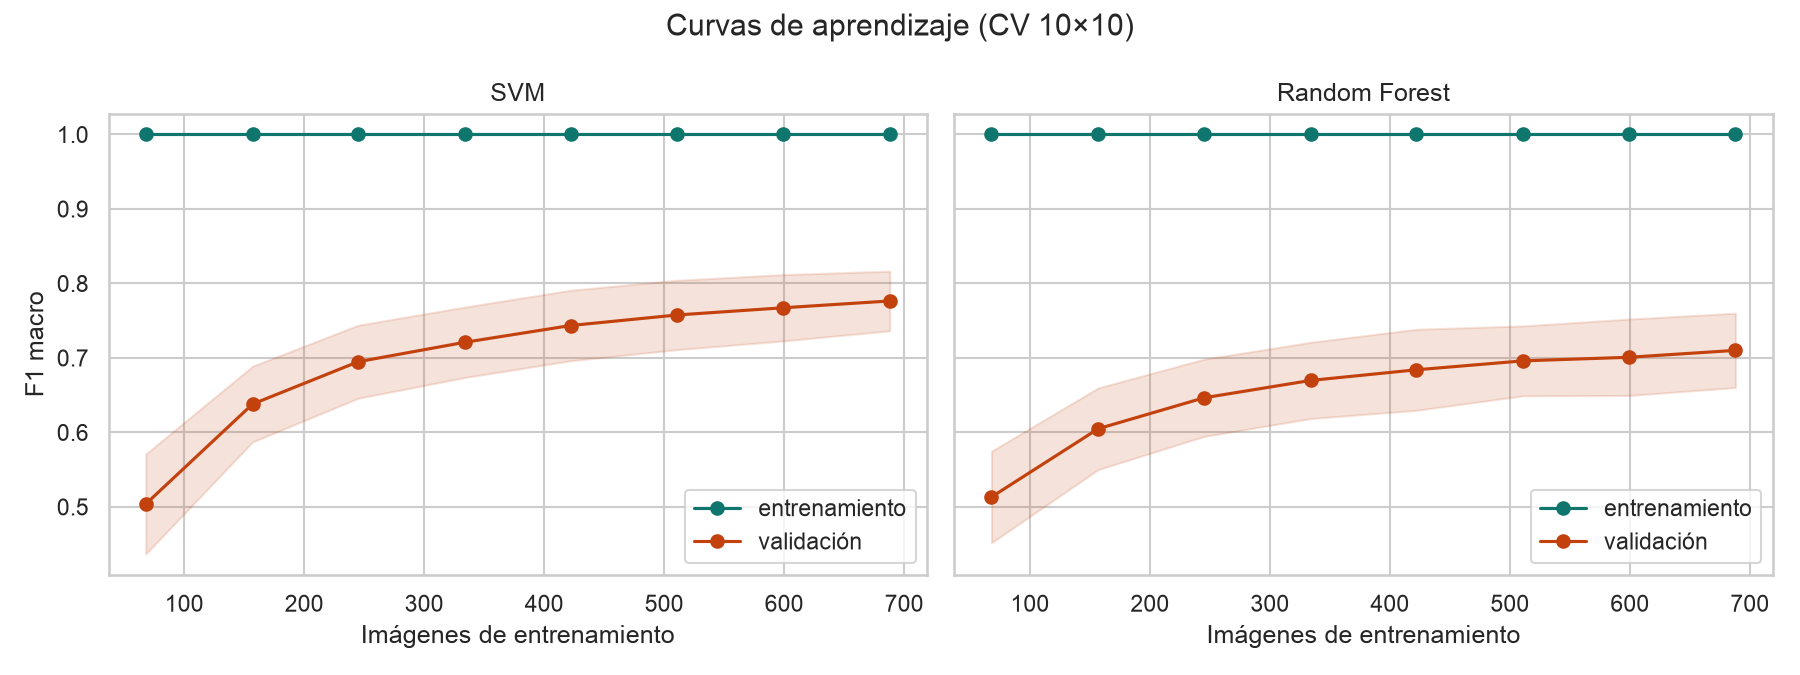 Curvas de aprendizaje (CV 10×10)
SVM
Random Forest
F1 macro
1.0
0.9
0.8
0.7
0.6
0.5
entrenamiento
validación
entrenamiento
validación
100 200 300 400 500 600 700
100 200 300 400 500 600 700
Imágenes de entrenamiento
Imágenes de entrenamiento